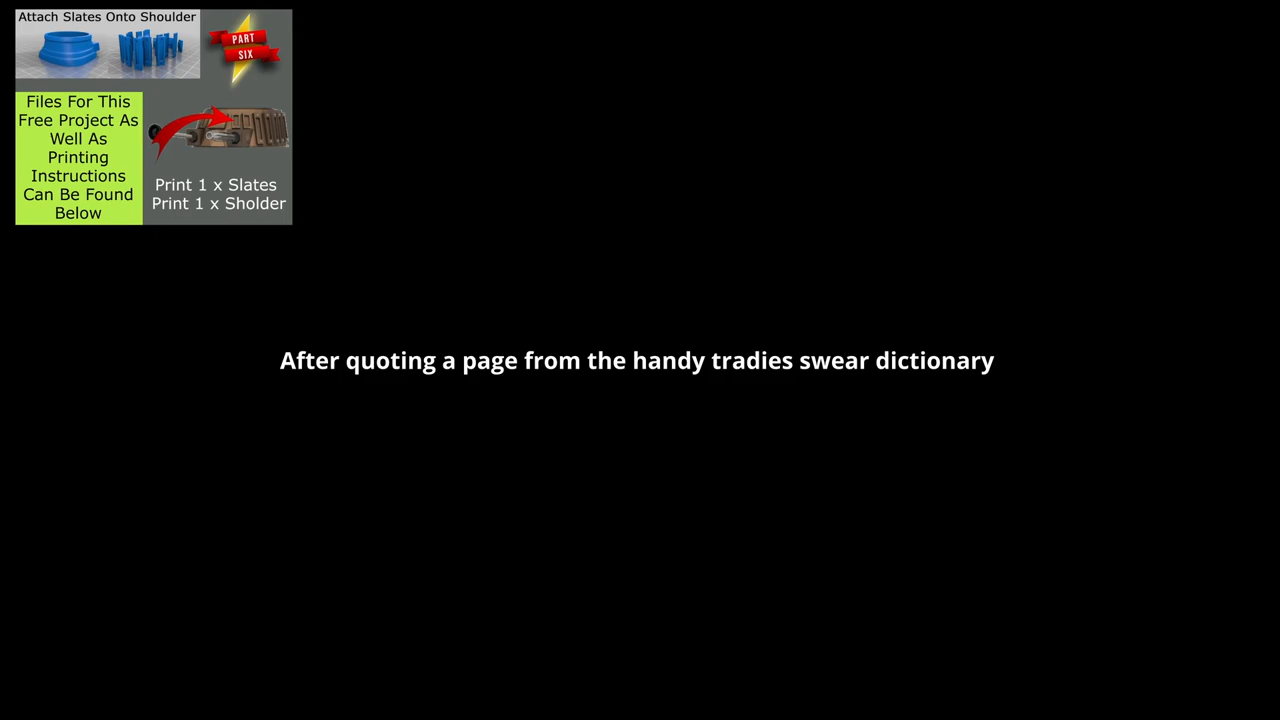 Attach Slates Onto Shoulder
PART
SIX
Files For This
Free Project As
Well As
Printing
Instructions
Can Be Found
Below
Print 1 x Slates
Print 1 x Sholder
After quoting a page from the handy tradies swear dictionary